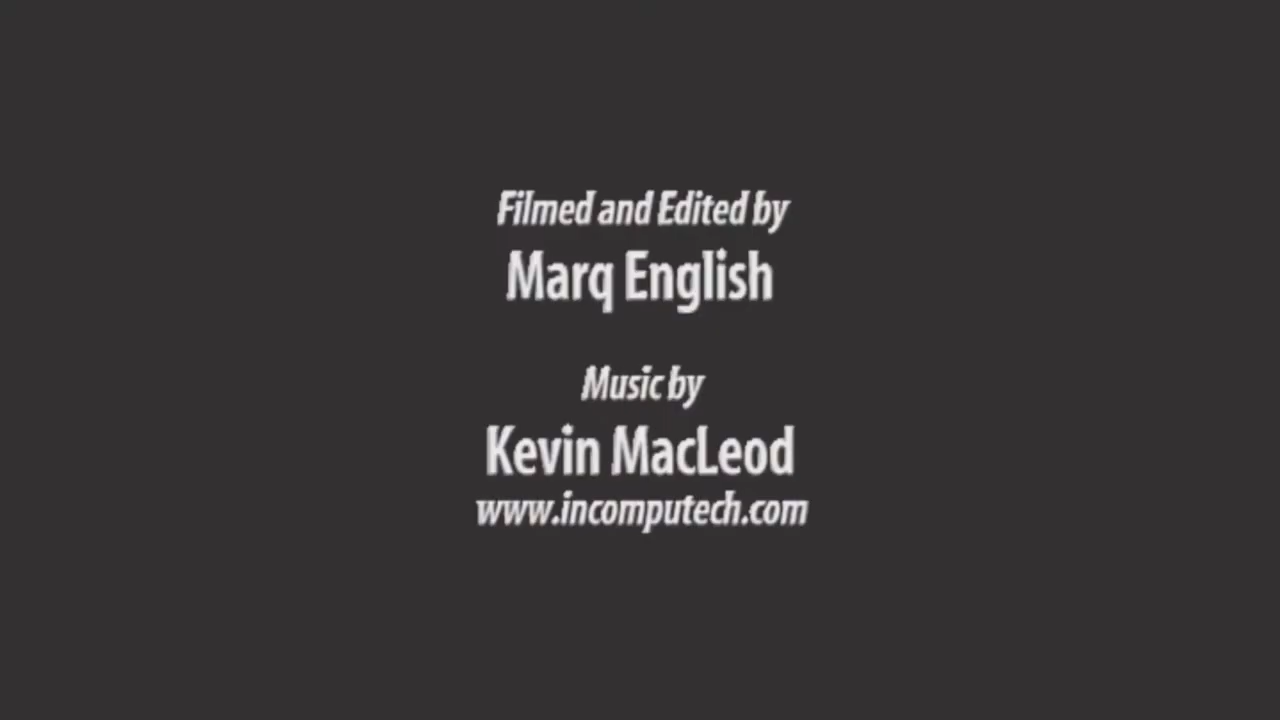 Filmed and Edited by
Marq English
Music by
Kevin MacLeod
www.incomputech.com